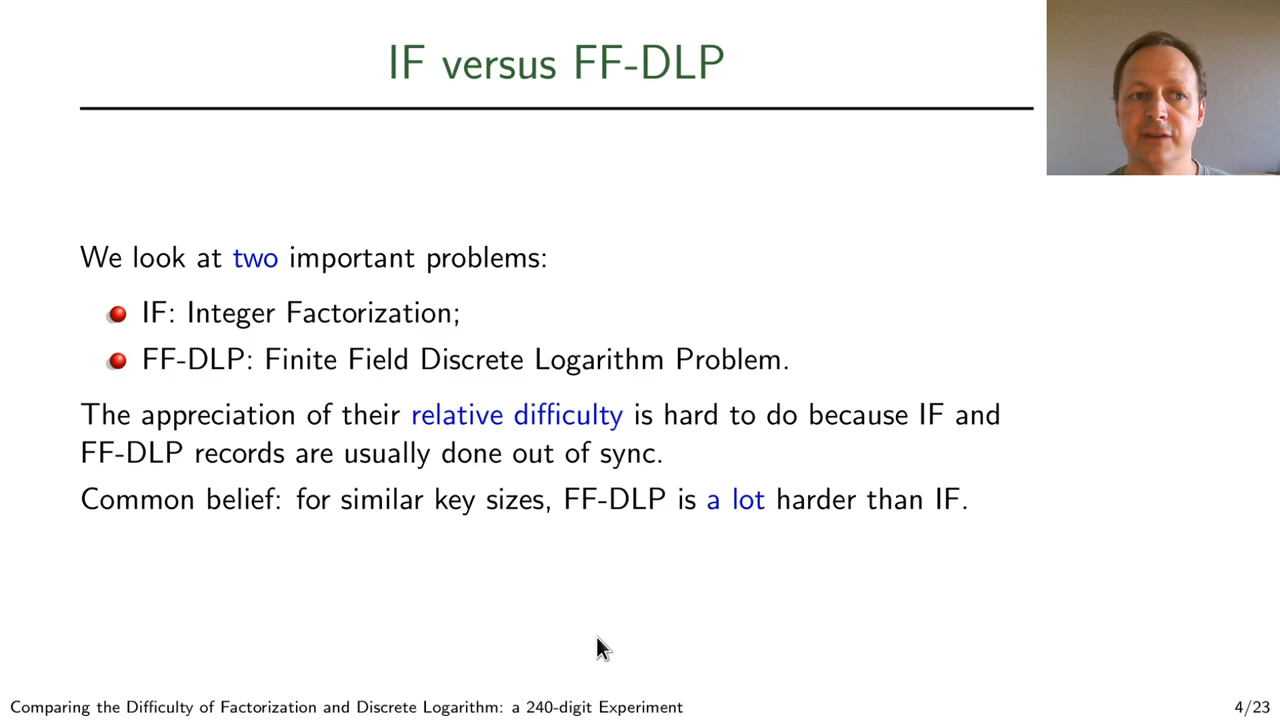 IF versus FF-DLP
We look at two important problems:
IF: Integer Factorization;
FF-DLP: Finite Field Discrete Logarithm Problem.
The appreciation of their relative difficulty is hard to do because IF and
FF-DLP records are usually done out of sync.
Common belief: for similar key sizes, FF-DLP is a lot harder than IF.
Comparing the Difficulty of Factorization and Discrete Logarithm: a 240-digit Experiment
4/23